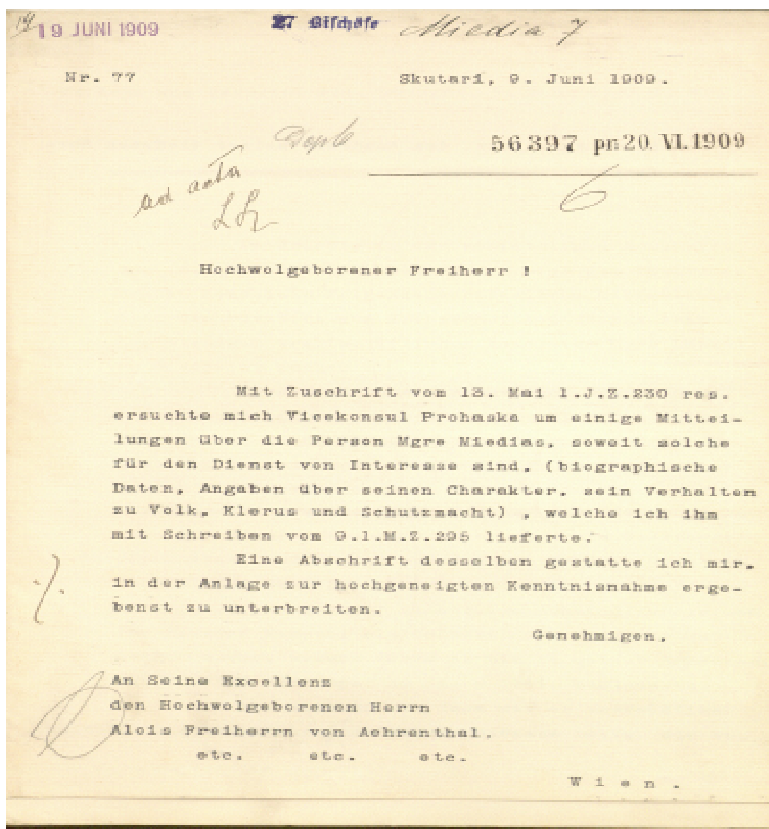 19 JUNI 1909
27 Bischöfe
Miedia 7
Nr. 77
Skutari, 9. Juni 1909.
56397 pr: 20. VI. 1909
ad acta
6
Hochwolgeborener Freiherr !
Mit Zuschrift vom 13. Mai l.J.Z.230 res.
ersuchte mich Vicekonsul Prohaska um einige Mittei-
lungen über die Person Mgre Miedias, soweit solche
für den Dienst von Interesse sind, (biographische
Daten, Angaben über seinen Charakter, sein Verhalten
zu Volk, Klerus und Schutzmacht) , welche ich ihm
mit Schreiben vom 9.l.M.Z.295 lieferte.
Eine Abschrift desselben gestatte ich mir,
./.
in der Anlage zur hochgeneigten Kenntnisnahme erge-
benst zu unterbreiten.
Genehmigen,
An Seine Excellenz
den Hochwolgeborenen Herrn
Alois Freiherrn von Aehrenthal,
etc. etc. etc.
Wien.